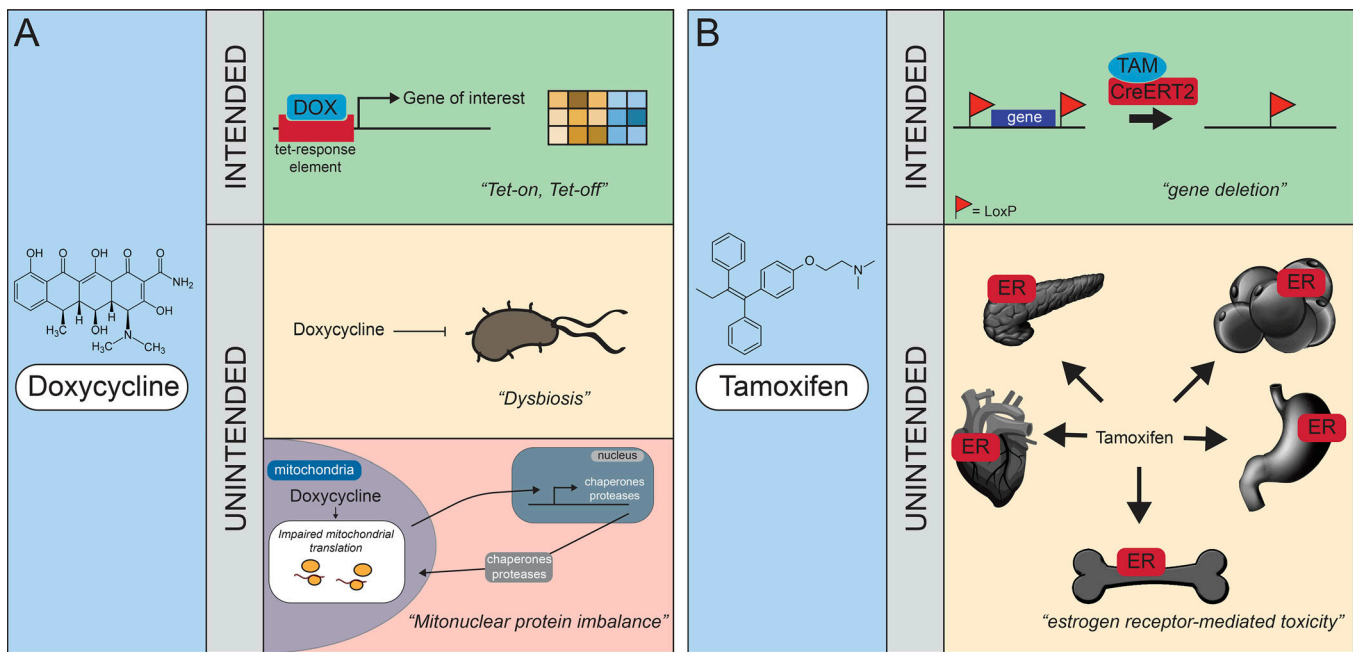 A
INTENDED
DOX
Gene of interest
tet-response
element
"Tet-on, Tet-off"
OH
O
OH
O
O
NH₂
OH
CH₃
H
OH
H
N
H₃C
CH₃
Doxycycline
UNINTENDED
Doxycycline
"Dysbiosis"
mitochondria
Doxycycline
Impaired mitochondrial
translation
nucleus
chaperones
proteases
chaperones
proteases
"Mitonuclear protein imbalance"
B
INTENDED
gene
TAM
CreERT2
"gene deletion"
= LoxP
O
N
Tamoxifen
UNINTENDED
ER
ER
ER
Tamoxifen
ER
ER
"estrogen receptor-mediated toxicity"